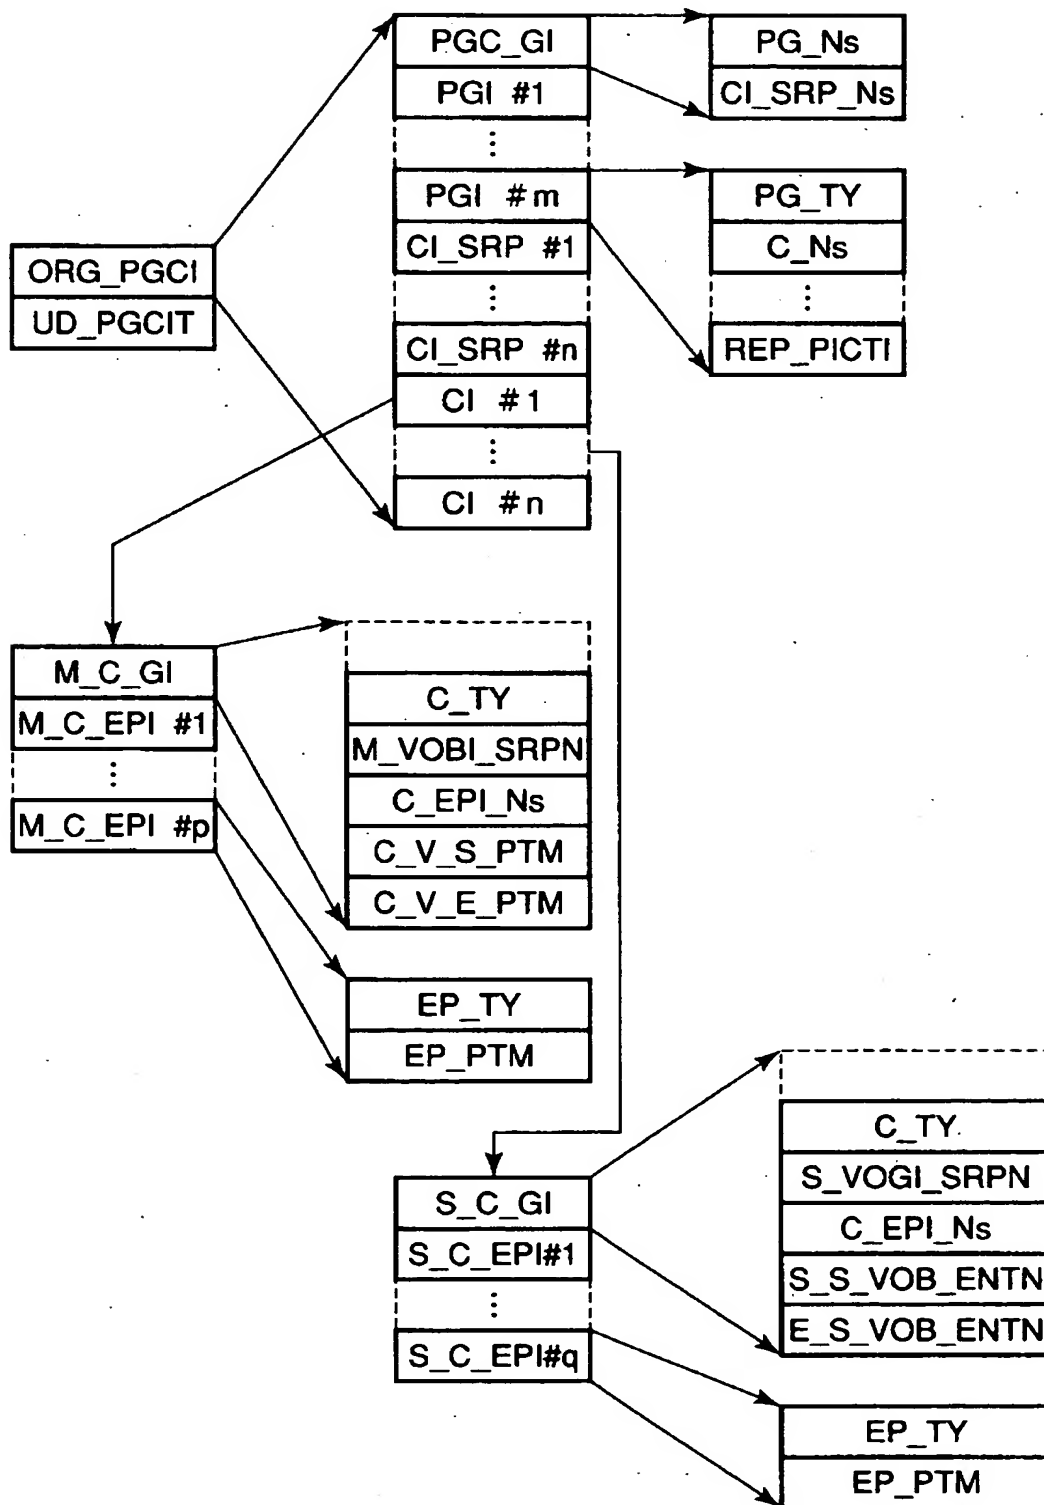 PGC_GI
PGI #1
⋮
PGI #m
CI_SRP #1
⋮
CI_SRP #n
CI #1
⋮
CI #n
PG_Ns
CI_SRP_Ns
PG_TY
C_Ns
⋮
REP_PICTI
ORG_PGCI
UD_PGCIT
M_C_GI
M_C_EPI #1
⋮
M_C_EPI #p
C_TY
M_VOBI_SRPN
C_EPI_Ns
C_V_S_PTM
C_V_E_PTM
EP_TY
EP_PTM
S_C_GI
S_C_EPI#1
⋮
S_C_EPI#q
C_TY
S_VOGI_SRPN
C_EPI_Ns
S_S_VOB_ENTN
E_S_VOB_ENTN
EP_TY
EP_PTM